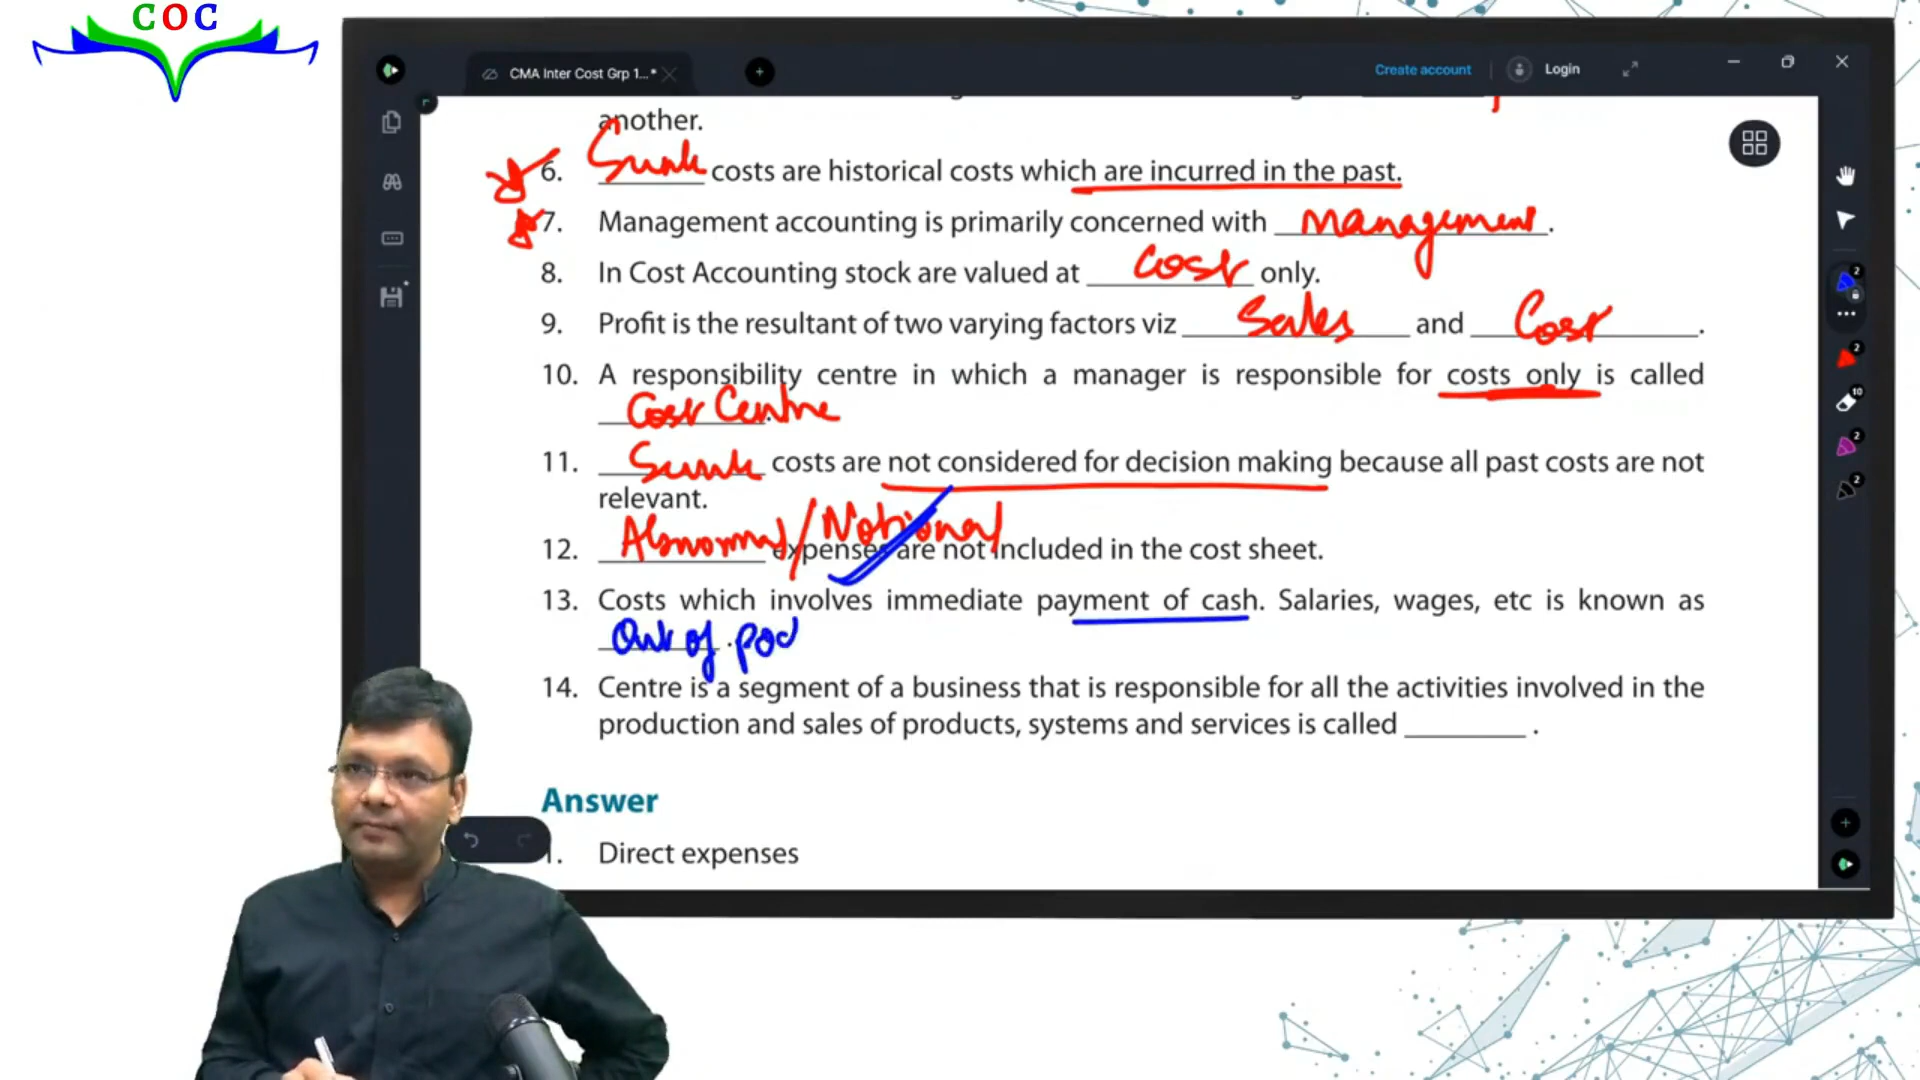 COC
CMA Inter Cost Grp 1...*
Create account
Login
another.
6. Sunk costs are historical costs which are incurred in the past.
7. Management accounting is primarily concerned with management.
8. In Cost Accounting stock are valued at Cost only.
9. Profit is the resultant of two varying factors viz Sales and Cost.
10. A responsibility centre in which a manager is responsible for costs only is called
Cost Centre.
11. Sunk costs are not considered for decision making because all past costs are not
relevant.
12. Abnormal/Notional expenses are not included in the cost sheet.
13. Costs which involves immediate payment of cash. Salaries, wages, etc is known as
Out of. poc
14. Centre is a segment of a business that is responsible for all the activities involved in the
production and sales of products, systems and services is called ________ .
Answer
1. Direct expenses
2
2
10
2
2